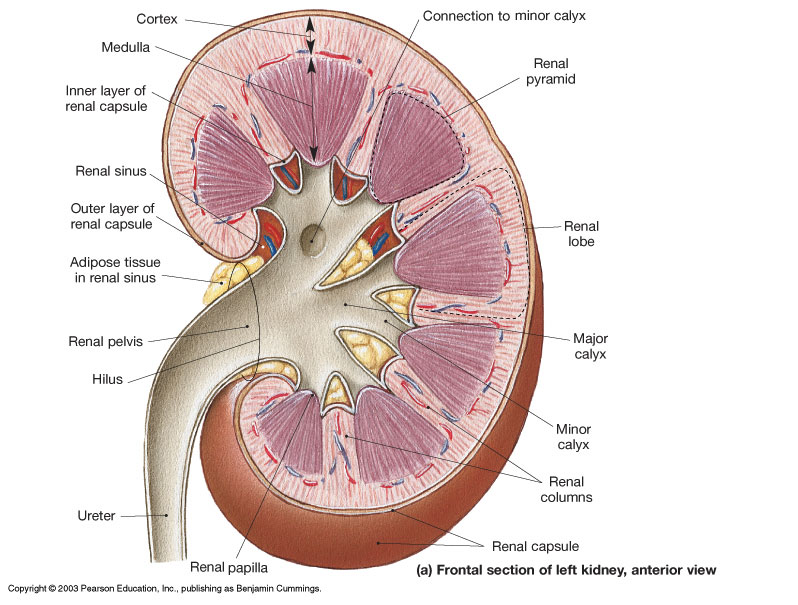 Cortex
Medulla
Inner layer of
renal capsule
Renal sinus
Outer layer of
renal capsule
Adipose tissue
in renal sinus
Renal pelvis
Hilus
Ureter
Renal papilla
Connection to minor calyx
Renal
pyramid
Renal
lobe
Major
calyx
Minor
calyx
Renal
columns
Renal capsule
(a) Frontal section of left kidney, anterior view
Copyright © 2003 Pearson Education, Inc., publishing as Benjamin Cummings.